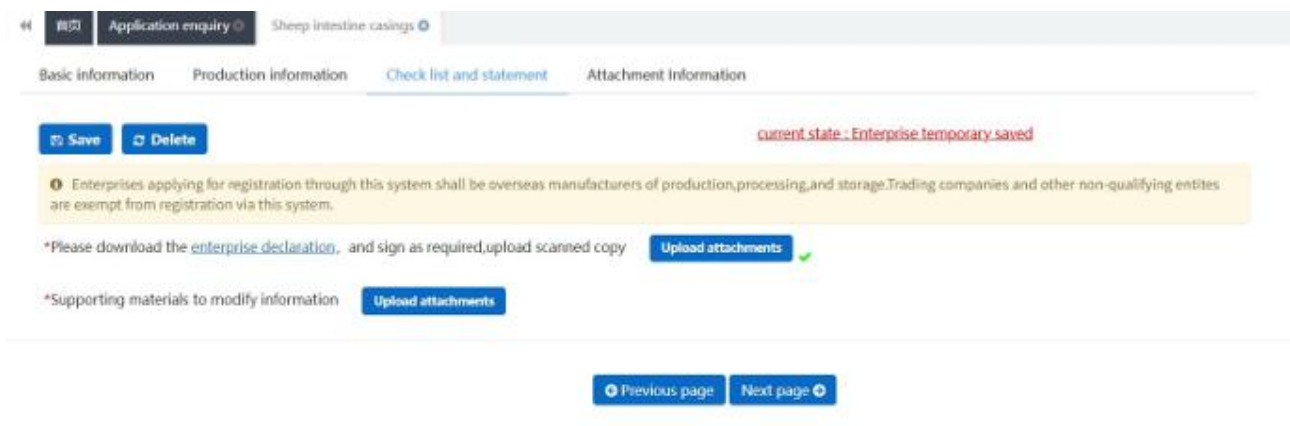 首页 Application enquiry Sheep intestine casings
Basic information Production information Check list and statement Attachment Information
Save Delete current state : Enterprise temporary saved
Enterprises applying for registration through this system shall be overseas manufacturers of production,processing,and storage.Trading companies and other non-qualifying entites
are exempt from registration via this system.
*Please download the enterprise declaration, and sign as required,upload scanned copy Upload attachments
*Supporting materials to modify information Upload attachments
Previous page Next page